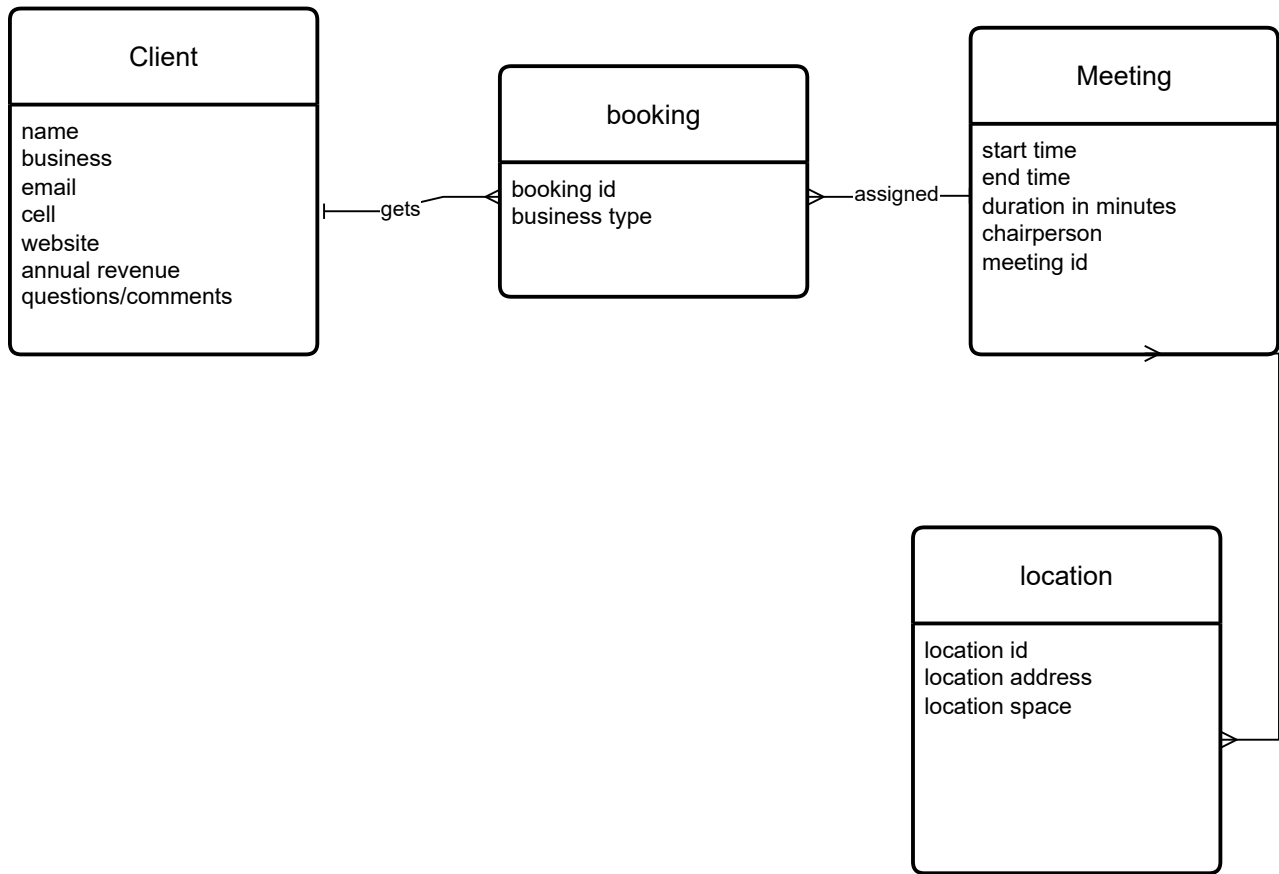 Client
name
business
email
cell
website
annual revenue
questions/comments
gets
booking
booking id
business type
assigned
Meeting
start time
end time
duration in minutes
chairperson
meeting id
location
location id
location address
location space